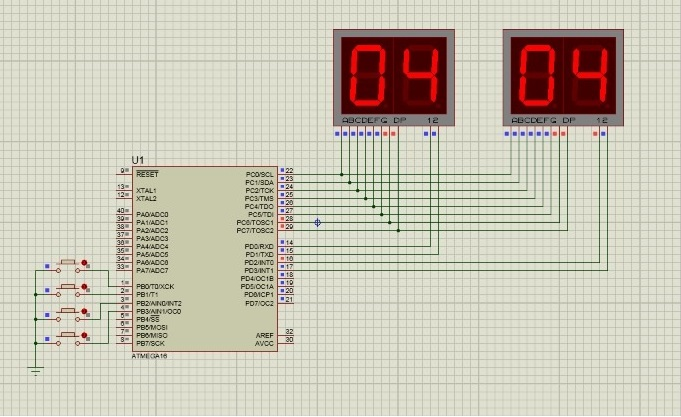 04
04
ABCDEFG DP 12
ABCDEFG DP 12
U1
9 RESET
13 XTAL1
12 XTAL2
40 PA0/ADC0
39 PA1/ADC1
38 PA2/ADC2
37 PA3/ADC3
36 PA4/ADC4
35 PA5/ADC5
34 PA6/ADC6
33 PA7/ADC7
1 PB0/T0/XCK
2 PB1/T1
3 PB2/AIN0/INT2
4 PB3/AIN1/OC0
5 PB4/SS
6 PB5/MOSI
7 PB6/MISO
8 PB7/SCK
PC0/SCL 22
PC1/SDA 23
PC2/TCK 24
PC3/TMS 25
PC4/TDO 26
PC5/TDI 27
PC6/TOSC1 28
PC7/TOSC2 29
PD0/RXD 14
PD1/TXD 15
PD2/INT0 16
PD3/INT1 17
PD4/OC1B 18
PD5/OC1A 19
PD6/ICP1 20
PD7/OC2 21
AREF 32
AVCC 30
ATMEGA16